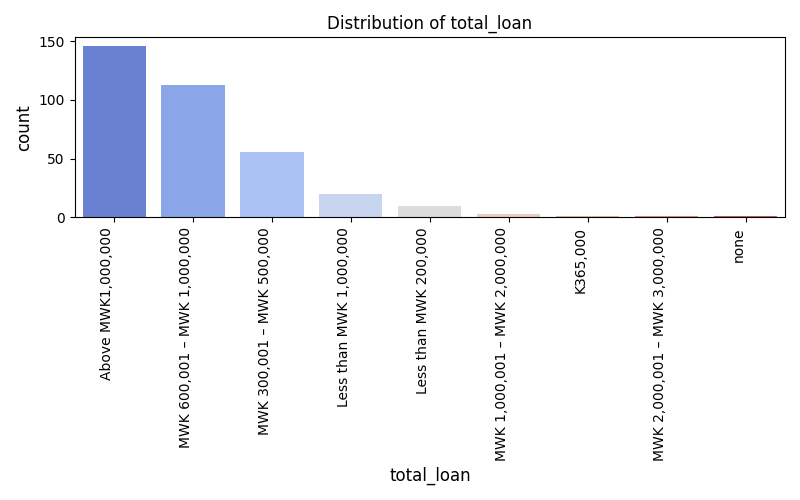 Distribution of total_loan
count
150
100
50
0
Above MWK1,000,000
MWK 600,001 – MWK 1,000,000
MWK 300,001 – MWK 500,000
Less than MWK 1,000,000
Less than MWK 200,000
MWK 1,000,001 – MWK 2,000,000
K365,000
MWK 2,000,001 – MWK 3,000,000
none
total_loan